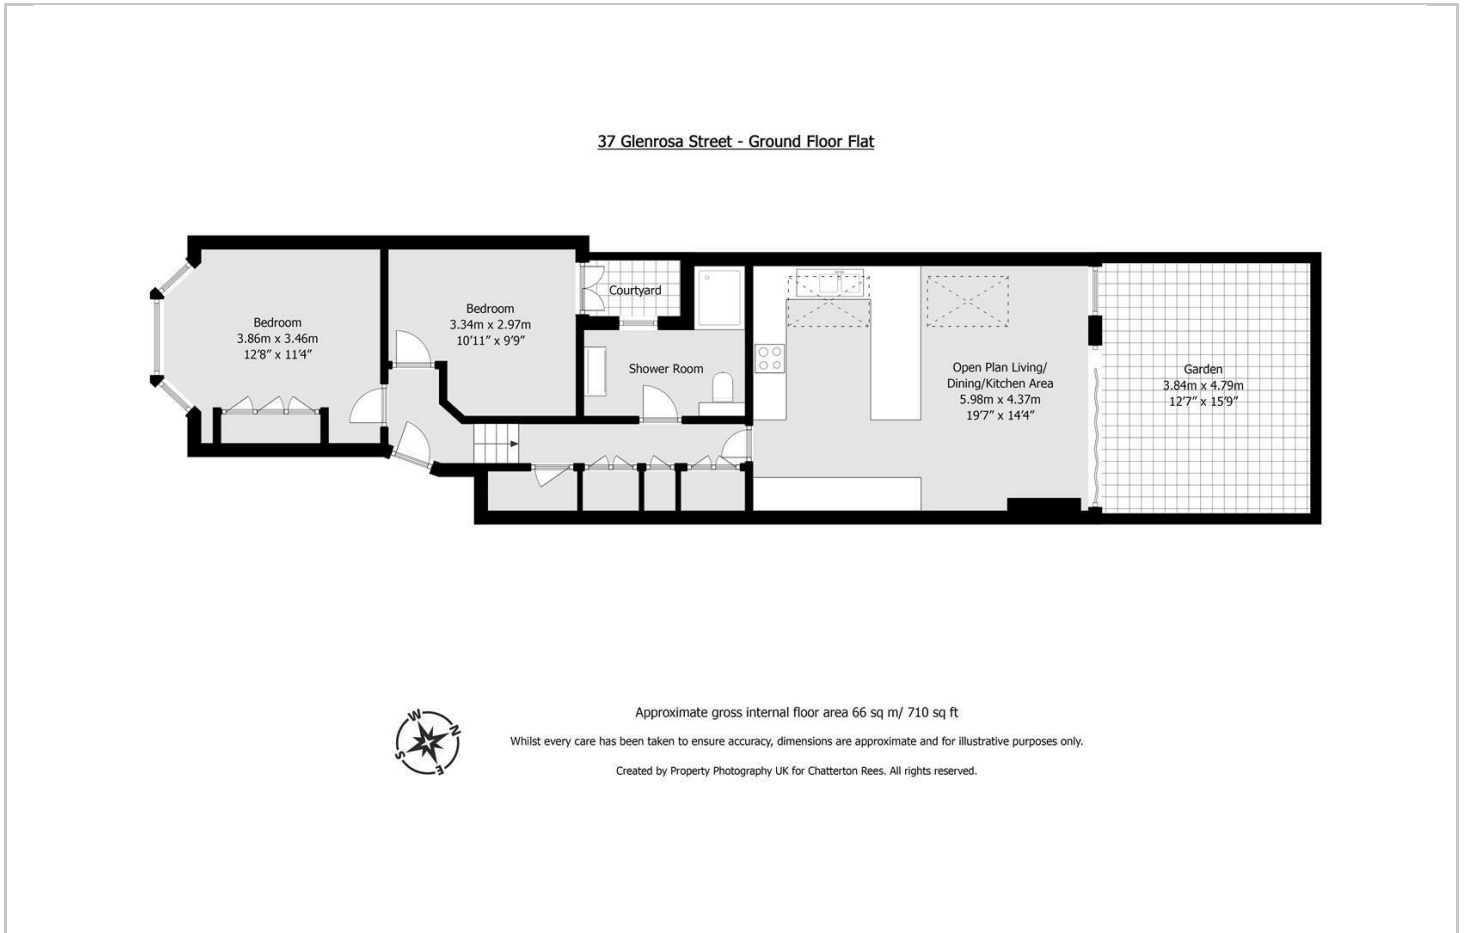 37 Glenrosa Street - Ground Floor Flat
Bedroom
3.86m x 3.46m
12'8" x 11'4"
Bedroom
3.34m x 2.97m
10'11" x 9'9"
Courtyard
Shower Room
Open Plan Living/
Dining/Kitchen Area
5.98m x 4.37m
19'7" x 14'4"
Garden
3.84m x 4.79m
12'7" x 15'9"
W
N
S
E
Approximate gross internal floor area 66 sq m/ 710 sq ft
Whilst every care has been taken to ensure accuracy, dimensions are approximate and for illustrative purposes only.
Created by Property Photography UK for Chatterton Rees. All rights reserved.